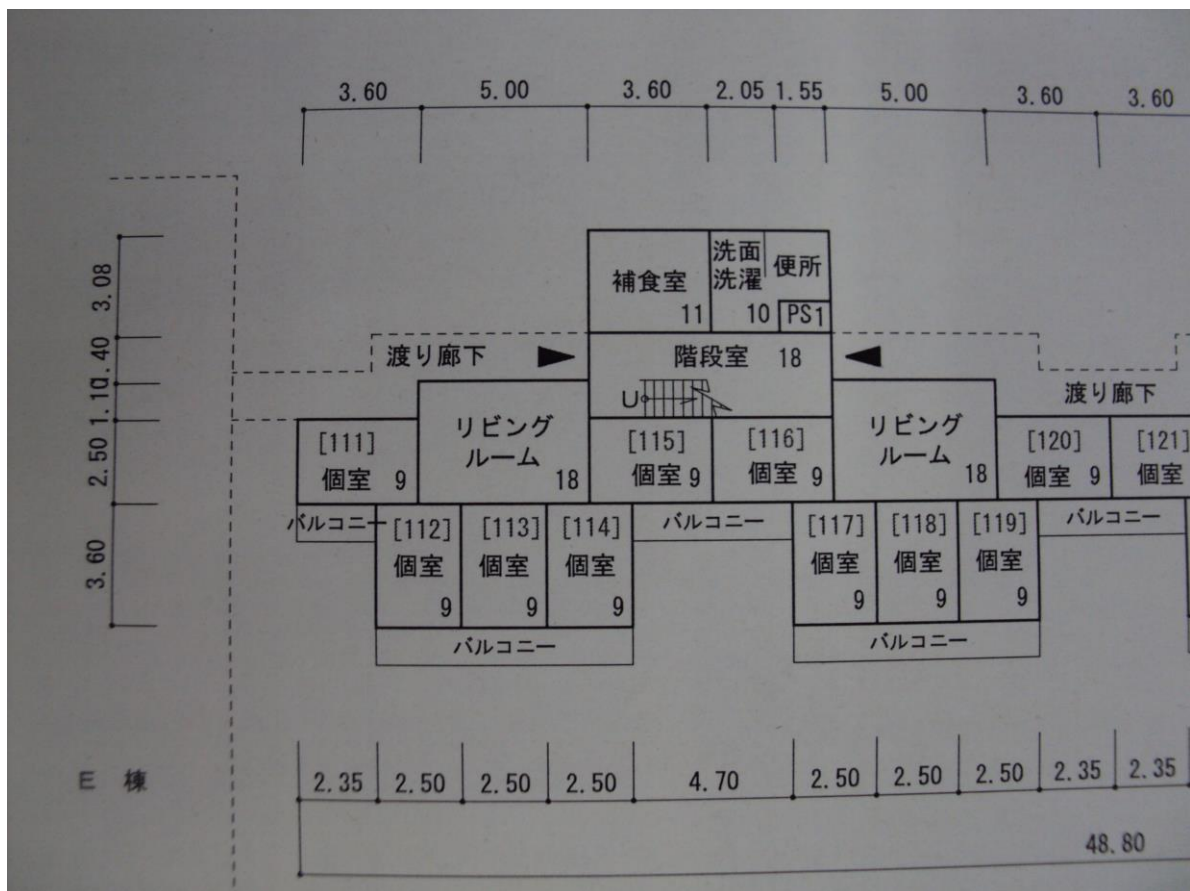 3.60 5.00 3.60 2.05 1.55 5.00 3.60 3.60
3.08
1.40
1.10
2.50
3.60
補食室
11
洗面
洗濯
10
便所
PS1
渡り廊下
階段室 18
渡り廊下
U
[111]
個室 9
リビング
ルーム
18
[115]
個室 9
[116]
個室 9
リビング
ルーム
18
[120]
個室 9
[121]
個室
バルコニー
[112]
個室
9
[113]
個室
9
[114]
個室
9
バルコニー
[117]
個室
9
[118]
個室
9
[119]
個室
9
バルコニー
バルコニー
バルコニー
E 棟
2.35 2.50 2.50 2.50 4.70 2.50 2.50 2.50 2.35 2.35
48.80